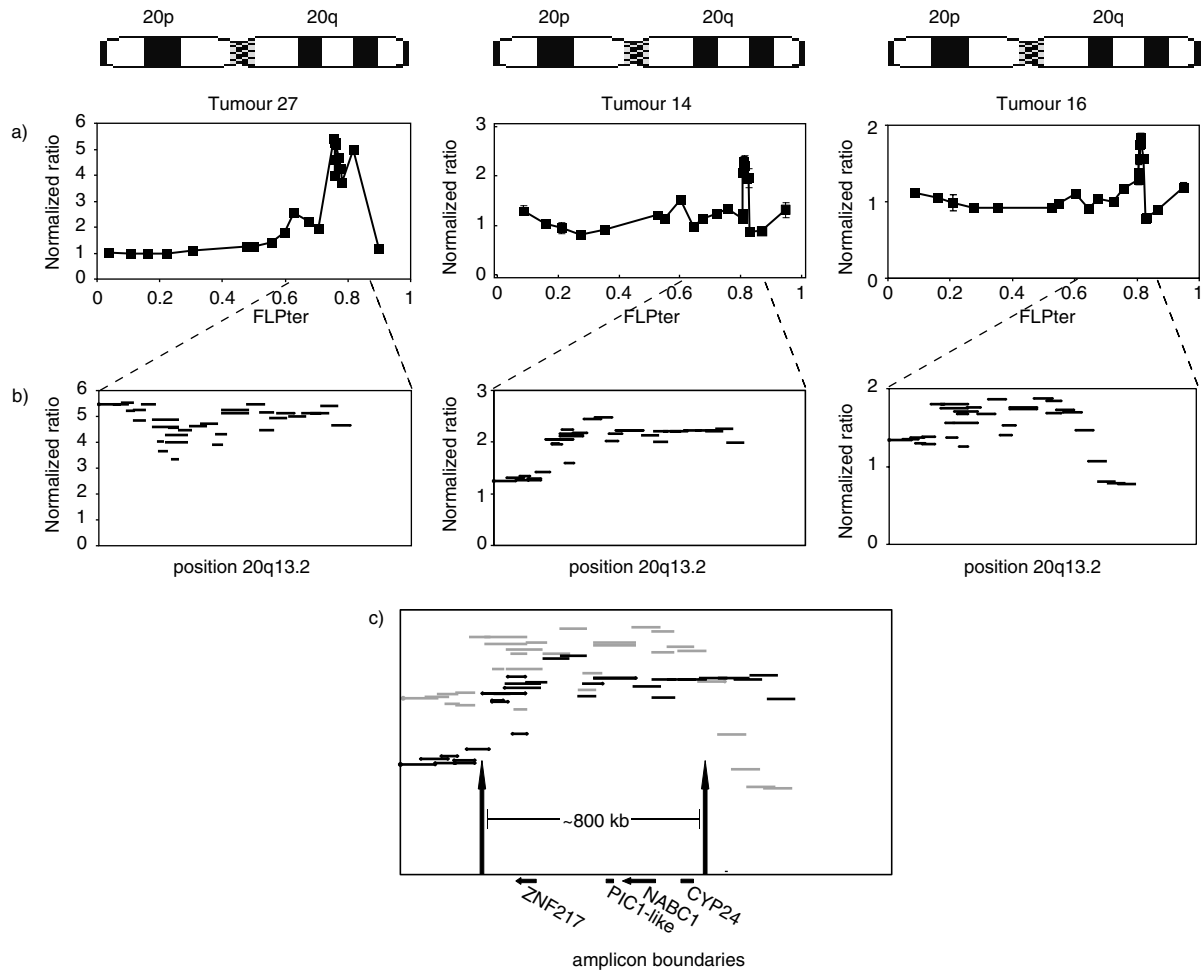 20p 20q 20p 20q 20p 20q
Tumour 27 Tumour 14 Tumour 16
a)
Normalized ratio
6
5
4
3
2
1
0
0 0.2 0.4 0.6 0.8 1
FLPter
Normalized ratio
3
2
1
0
0 0.2 0.4 0.6 0.8 1
FLPter
Normalized ratio
2
1
0
0 0.2 0.4 0.6 0.8 1
FLPter
b)
Normalized ratio
6
5
4
3
2
1
0
position 20q13.2
Normalized ratio
3
2
1
0
position 20q13.2
Normalized ratio
2
1
0
position 20q13.2
c)
~800 kb
ZNF217
PIC1-like
NABC1
CYP24
amplicon boundaries